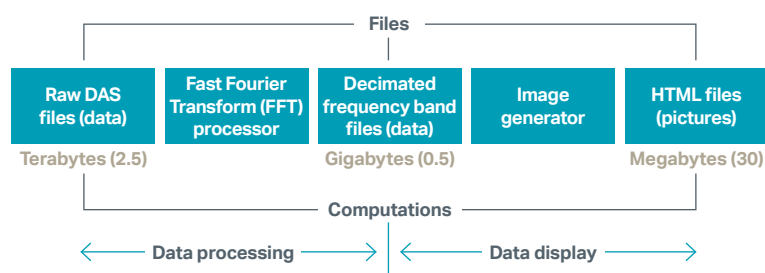 Files
Raw DAS
files (data)
Fast Fourier
Transform (FFT)
processor
Decimated
frequency band
files (data)
Image
generator
HTML files
(pictures)
Terabytes (2.5)
Gigabytes (0.5)
Megabytes (30)
Computations
Data processing
Data display